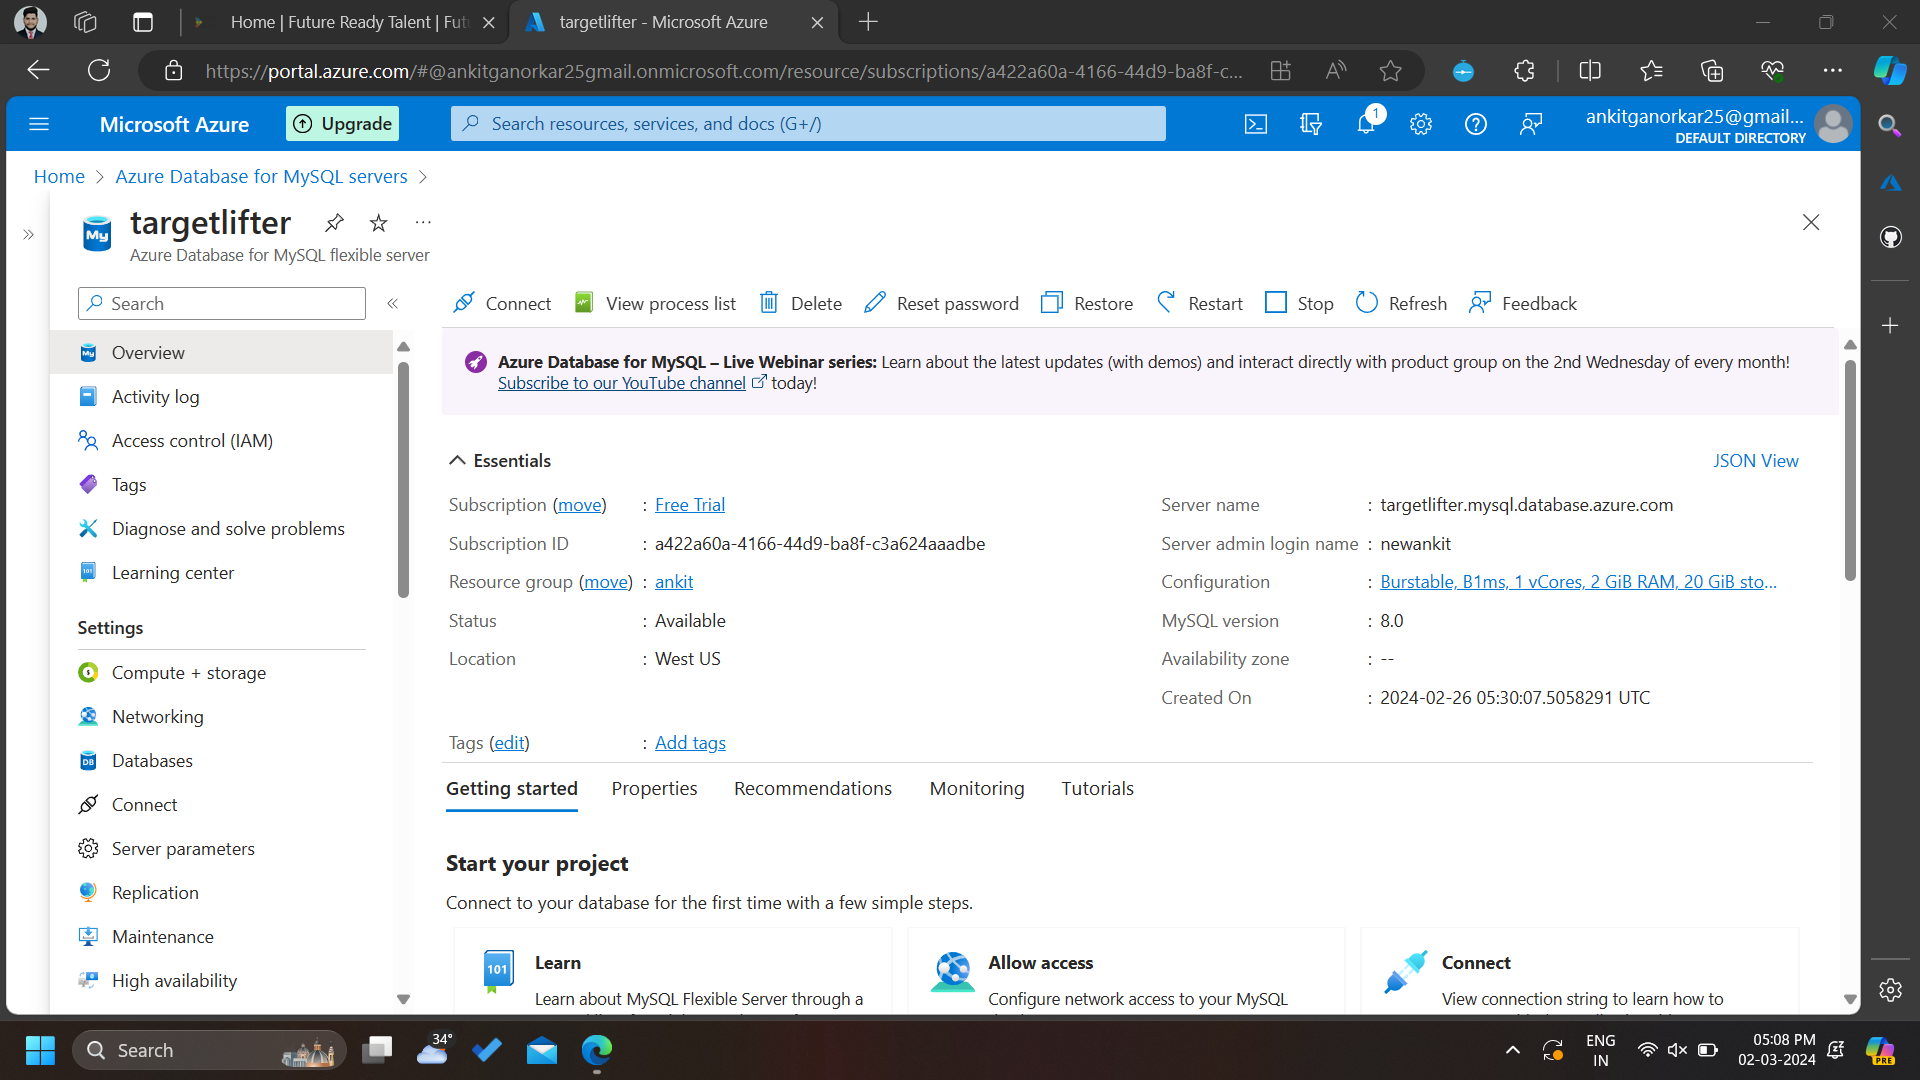 Home | Future Ready Talent | Fut
targetlifter - Microsoft Azure
https://portal.azure.com/#@ankitganorkar25gmail.onmicrosoft.com/resource/subscriptions/a422a60a-4166-44d9-ba8f-c...
Microsoft Azure
Upgrade
Search resources, services, and docs (G+/)
1
ankitganorkar25@gmail....
DEFAULT DIRECTORY
Home > Azure Database for MySQL servers >
My
targetlifter
Azure Database for MySQL flexible server
Search
Connect
View process list
Delete
Reset password
Restore
Restart
Stop
Refresh
Feedback
Overview
Activity log
Access control (IAM)
Tags
Diagnose and solve problems
Learning center
Settings
Compute + storage
Networking
Databases
Connect
Server parameters
Replication
Maintenance
High availability
Azure Database for MySQL – Live Webinar series: Learn about the latest updates (with demos) and interact directly with product group on the 2nd Wednesday of every month!
Subscribe to our YouTube channel today!
Essentials
JSON View
Subscription (move) : Free Trial
Subscription ID : a422a60a-4166-44d9-ba8f-c3a624aaadbe
Resource group (move) : ankit
Status : Available
Location : West US
Server name : targetlifter.mysql.database.azure.com
Server admin login name : newankit
Configuration : Burstable, B1ms, 1 vCores, 2 GiB RAM, 20 GiB sto...
MySQL version : 8.0
Availability zone : --
Created On : 2024-02-26 05:30:07.5058291 UTC
Tags (edit) : Add tags
Getting started
Properties
Recommendations
Monitoring
Tutorials
Start your project
Connect to your database for the first time with a few simple steps.
101
Learn
Learn about MySQL Flexible Server through a
Allow access
Configure network access to your MySQL
Connect
View connection string to learn how to
Search
34°
ENG
IN
05:08 PM
02-03-2024
PRE